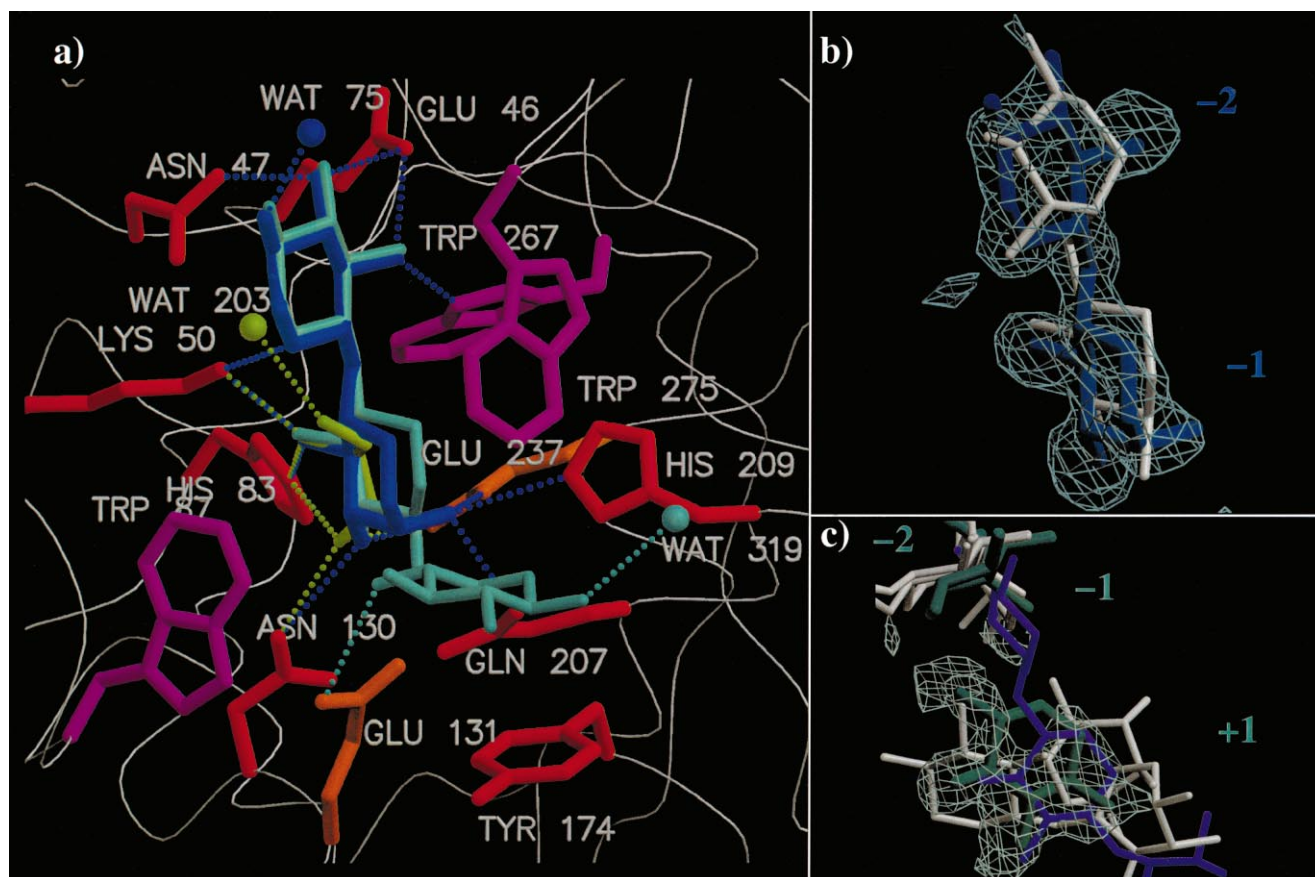 a)
WAT 75
GLU 46
ASN 47
TRP 267
WAT 203
LYS 50
TRP 275
GLU 237
HIS 209
HIS 83
TRP 87
WAT 319
ASN 130
GLN 207
GLU 131
TYR 174
b)
−2
−1
c)
−2
−1
+1